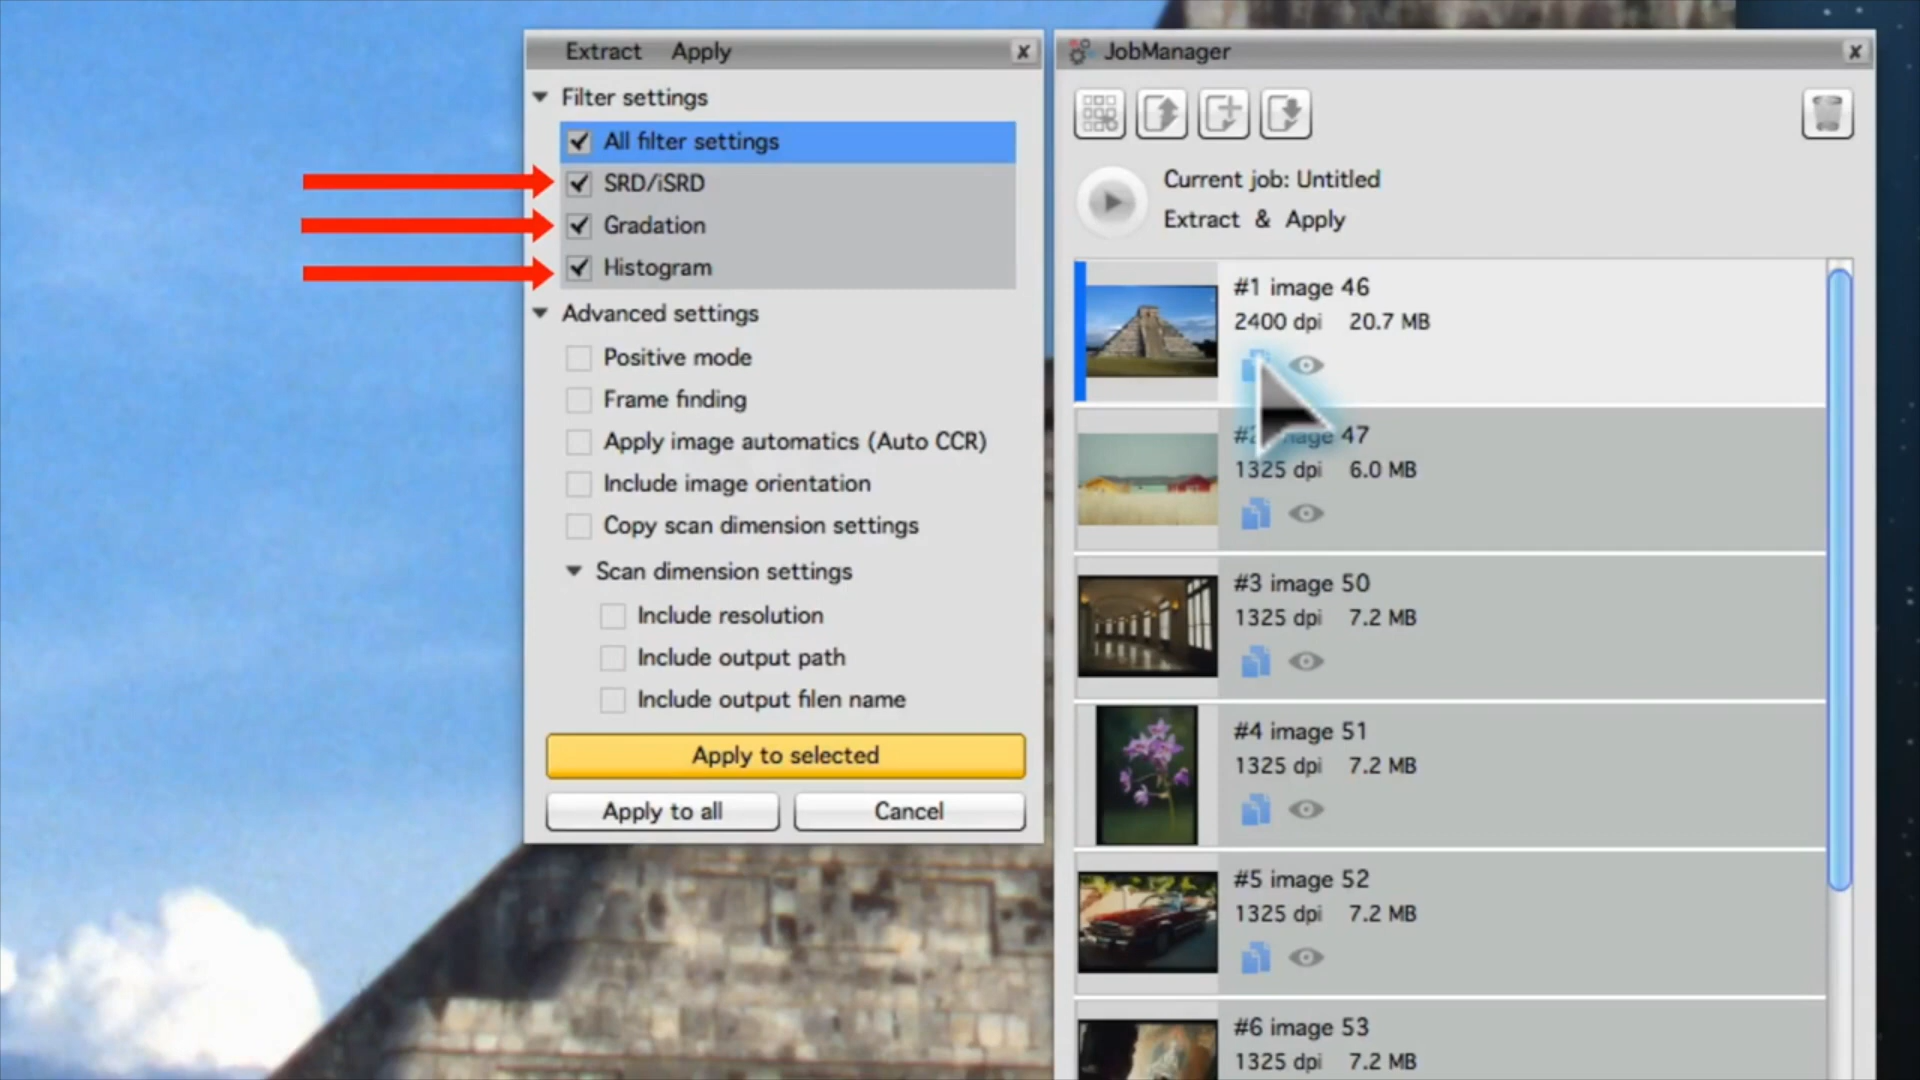 Extract Apply
Filter settings
All filter settings
SRD/iSRD
Gradation
Histogram
Advanced settings
Positive mode
Frame finding
Apply image automatics (Auto CCR)
Include image orientation
Copy scan dimension settings
Scan dimension settings
Include resolution
Include output path
Include output filen name
Apply to selected
Apply to all Cancel
JobManager
Current job: Untitled
Extract & Apply
#1 image 46
2400 dpi 20.7 MB
#2 image 47
1325 dpi 6.0 MB
#3 image 50
1325 dpi 7.2 MB
#4 image 51
1325 dpi 7.2 MB
#5 image 52
1325 dpi 7.2 MB
#6 image 53
1325 dpi 7.2 MB